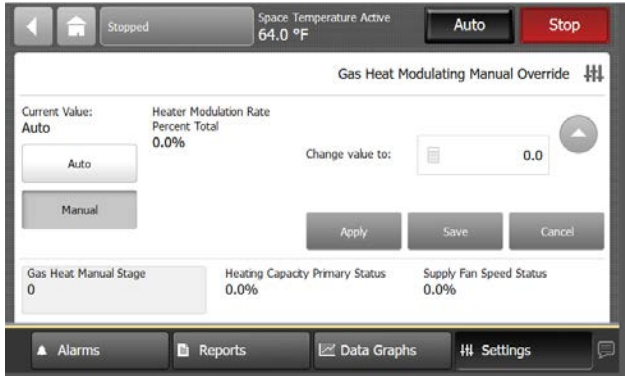 Stopped
Space Temperature Active
64.0 °F
Auto
Stop
Gas Heat Modulating Manual Override
Current Value:
Auto
Heater Modulation Rate
Percent Total
0.0%
Auto
Manual
Change value to:
0.0
Apply
Save
Cancel
Gas Heat Manual Stage
0
Heating Capacity Primary Status
0.0%
Supply Fan Speed Status
0.0%
Alarms
Reports
Data Graphs
Settings